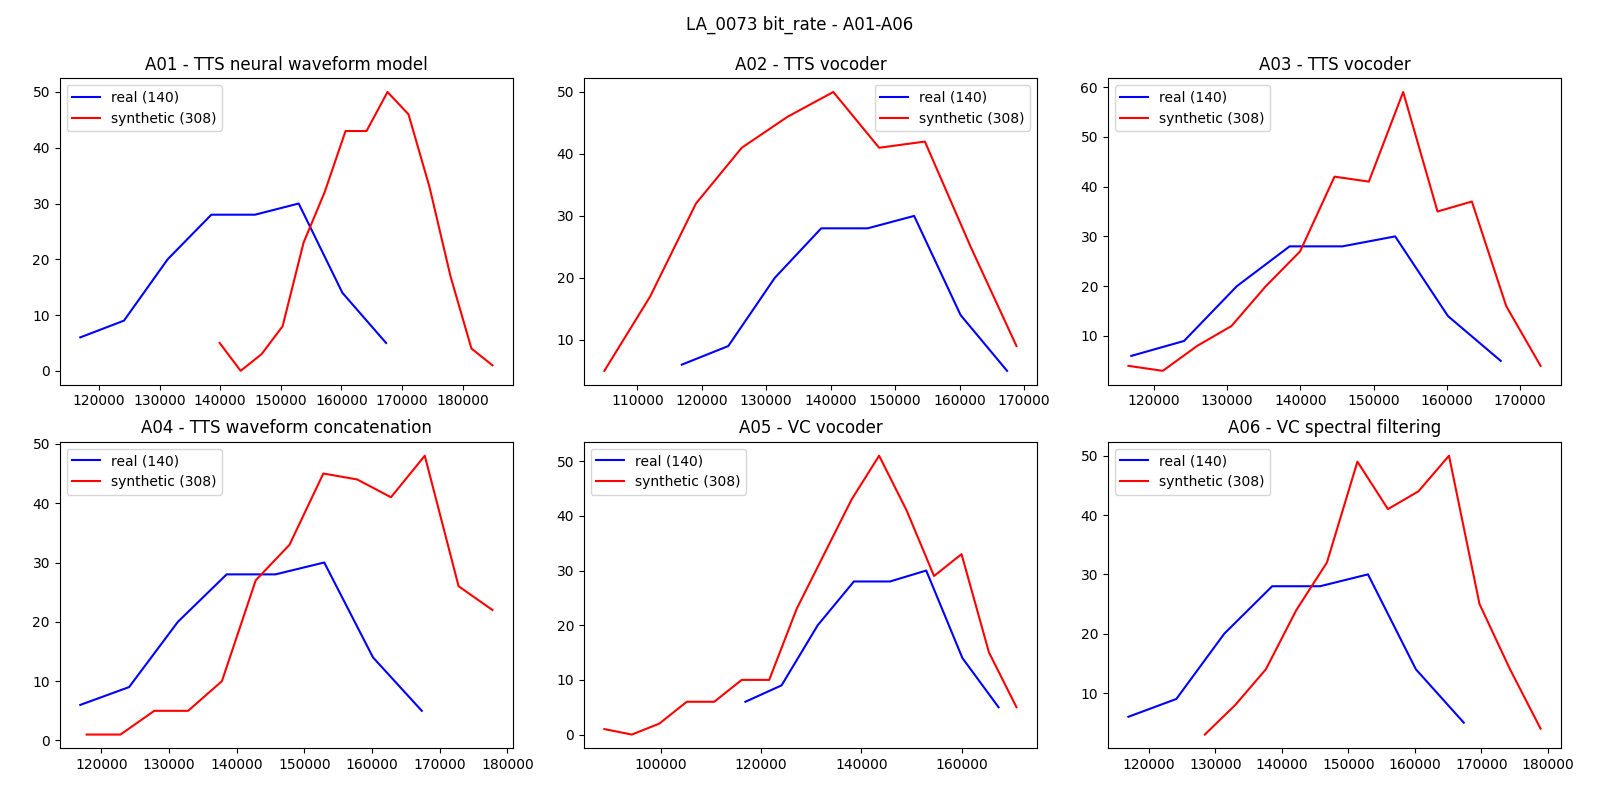 LA_0073 bit_rate - A01-A06
A01 - TTS neural waveform model
real (140)
synthetic (308)
50
40
30
20
10
0
120000 130000 140000 150000 160000 170000 180000
A02 - TTS vocoder
real (140)
synthetic (308)
50
40
30
20
10
110000 120000 130000 140000 150000 160000 170000
A03 - TTS vocoder
real (140)
synthetic (308)
60
50
40
30
20
10
120000 130000 140000 150000 160000 170000
A04 - TTS waveform concatenation
real (140)
synthetic (308)
50
40
30
20
10
0
120000 130000 140000 150000 160000 170000 180000
A05 - VC vocoder
real (140)
synthetic (308)
50
40
30
20
10
0
100000 120000 140000 160000
A06 - VC spectral filtering
real (140)
synthetic (308)
50
40
30
20
10
120000 130000 140000 150000 160000 170000 180000